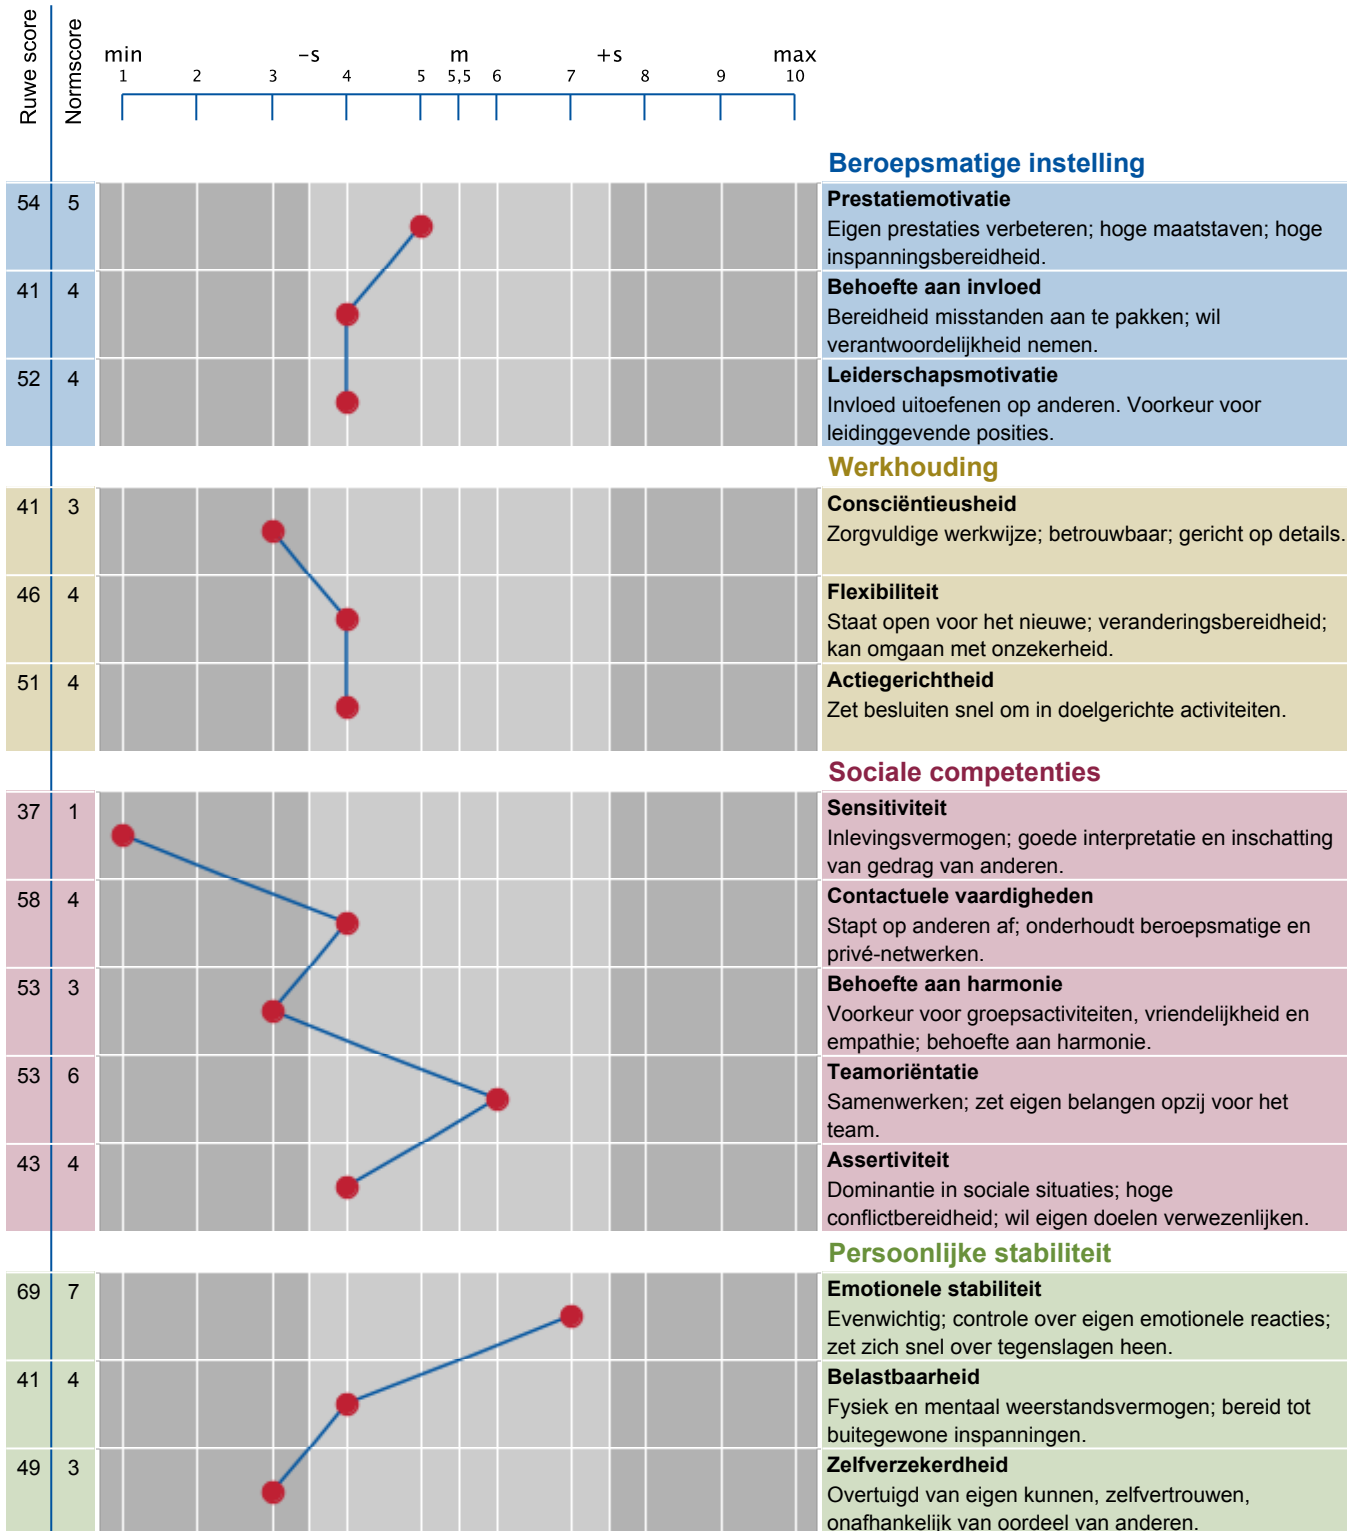 Ruwe score
Normscore
min -s m +s max
1 2 3 4 5 5,5 6 7 8 9 10
Beroepsmatige instelling
54 5 Prestatiemotivatie
Eigen prestaties verbeteren; hoge maatstaven; hoge
inspanningsbereidheid.
41 4 Behoefte aan invloed
Bereidheid misstanden aan te pakken; wil
verantwoordelijkheid nemen.
52 4 Leiderschapsmotivatie
Invloed uitoefenen op anderen. Voorkeur voor
leidinggevende posities.
Werkhouding
41 3 Consciëntieusheid
Zorgvuldige werkwijze; betrouwbaar; gericht op details.
46 4 Flexibiliteit
Staat open voor het nieuwe; veranderingsbereidheid;
kan omgaan met onzekerheid.
51 4 Actiegerichtheid
Zet besluiten snel om in doelgerichte activiteiten.
Sociale competenties
37 1 Sensitiviteit
Inlevingsvermogen; goede interpretatie en inschatting
van gedrag van anderen.
58 4 Contactuele vaardigheden
Stapt op anderen af; onderhoudt beroepsmatige en
privé-netwerken.
53 3 Behoefte aan harmonie
Voorkeur voor groepsactiviteiten, vriendelijkheid en
empathie; behoefte aan harmonie.
53 6 Teamoriëntatie
Samenwerken; zet eigen belangen opzij voor het
team.
43 4 Assertiviteit
Dominantie in sociale situaties; hoge
conflictbereidheid; wil eigen doelen verwezenlijken.
Persoonlijke stabiliteit
69 7 Emotionele stabiliteit
Evenwichtig; controle over eigen emotionele reacties;
zet zich snel over tegenslagen heen.
41 4 Belastbaarheid
Fysiek en mentaal weerstandsvermogen; bereid tot
buitegewone inspanningen.
49 3 Zelfverzekerdheid
Overtuigd van eigen kunnen, zelfvertrouwen,
onafhankelijk van oordeel van anderen.